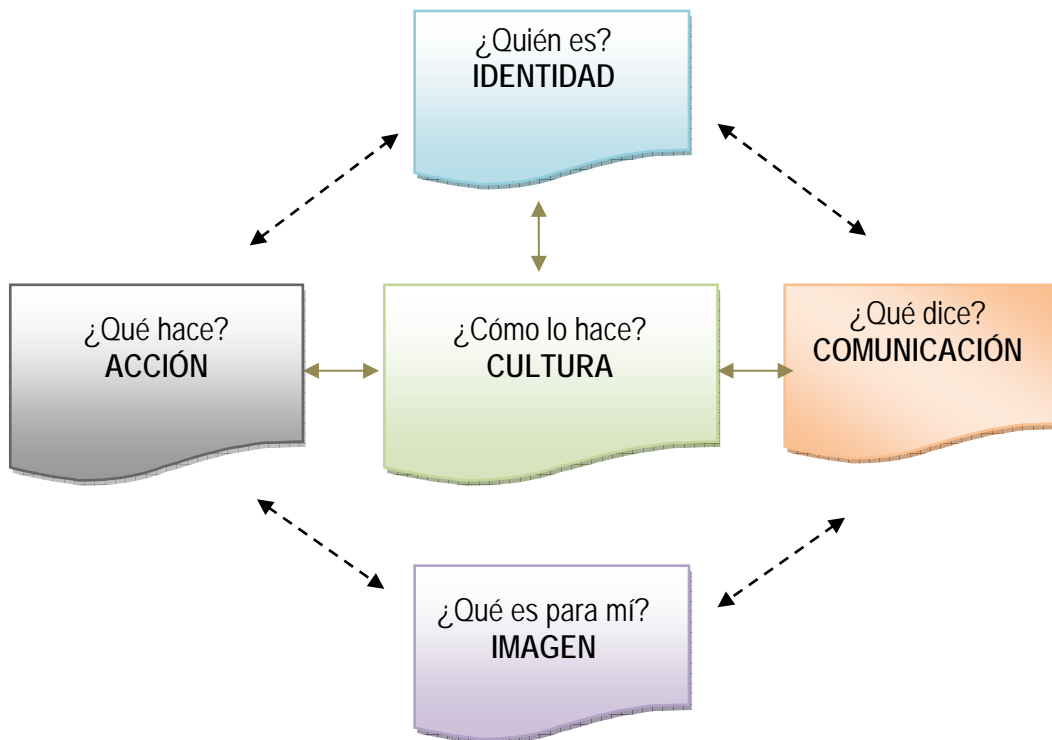 ¿Quién es?
IDENTIDAD
¿Qué hace?
ACCIÓN
¿Cómo lo hace?
CULTURA
¿Qué dice?
COMUNICACIÓN
¿Qué es para mí?
IMAGEN